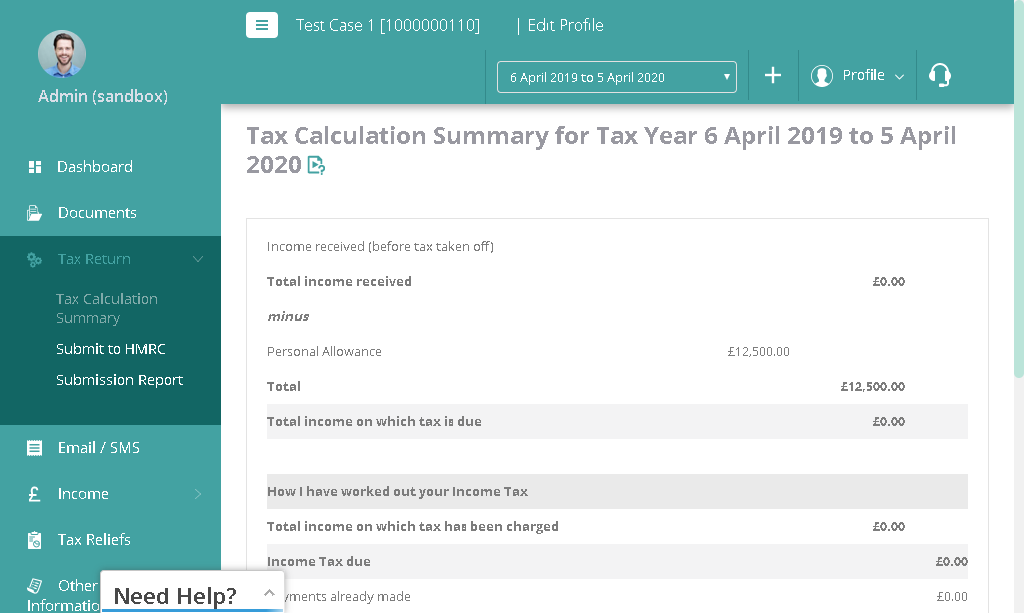 Test Case 1 [1000000110] | Edit Profile
6 April 2019 to 5 April 2020
Profile
Admin (sandbox)
Dashboard
Documents
Tax Return
Tax Calculation
Summary
Submit to HMRC
Submission Report
Email / SMS
£ Income
Tax Reliefs
Other
Informatio
Need Help?
Tax Calculation Summary for Tax Year 6 April 2019 to 5 April
2020
Income received (before tax taken off)
Total income received £0.00
minus
Personal Allowance £12,500.00
Total £12,500.00
Total income on which tax is due £0.00
How I have worked out your Income Tax
Total income on which tax has been charged £0.00
Income Tax due £0.00
yments already made £0.00